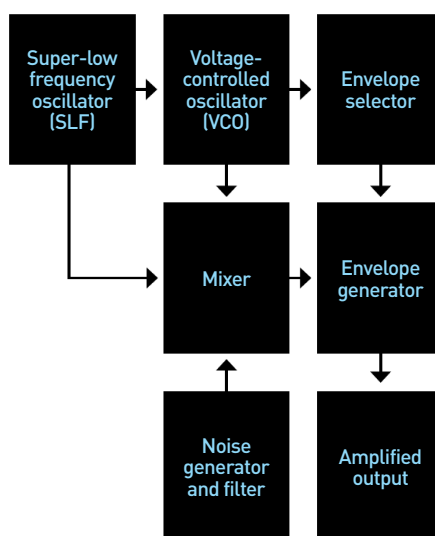 Super-low
frequency
oscillator
(SLF)
Voltage-
controlled
oscillator
(VCO)
Envelope
selector
Mixer
Envelope
generator
Noise
generator
and filter
Amplified
output